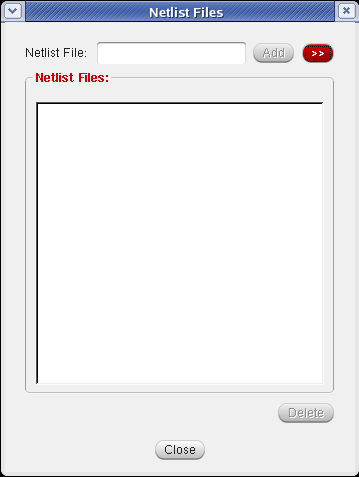 Netlist Files
Netlist File: Add >>
Netlist Files:
Delete
Close